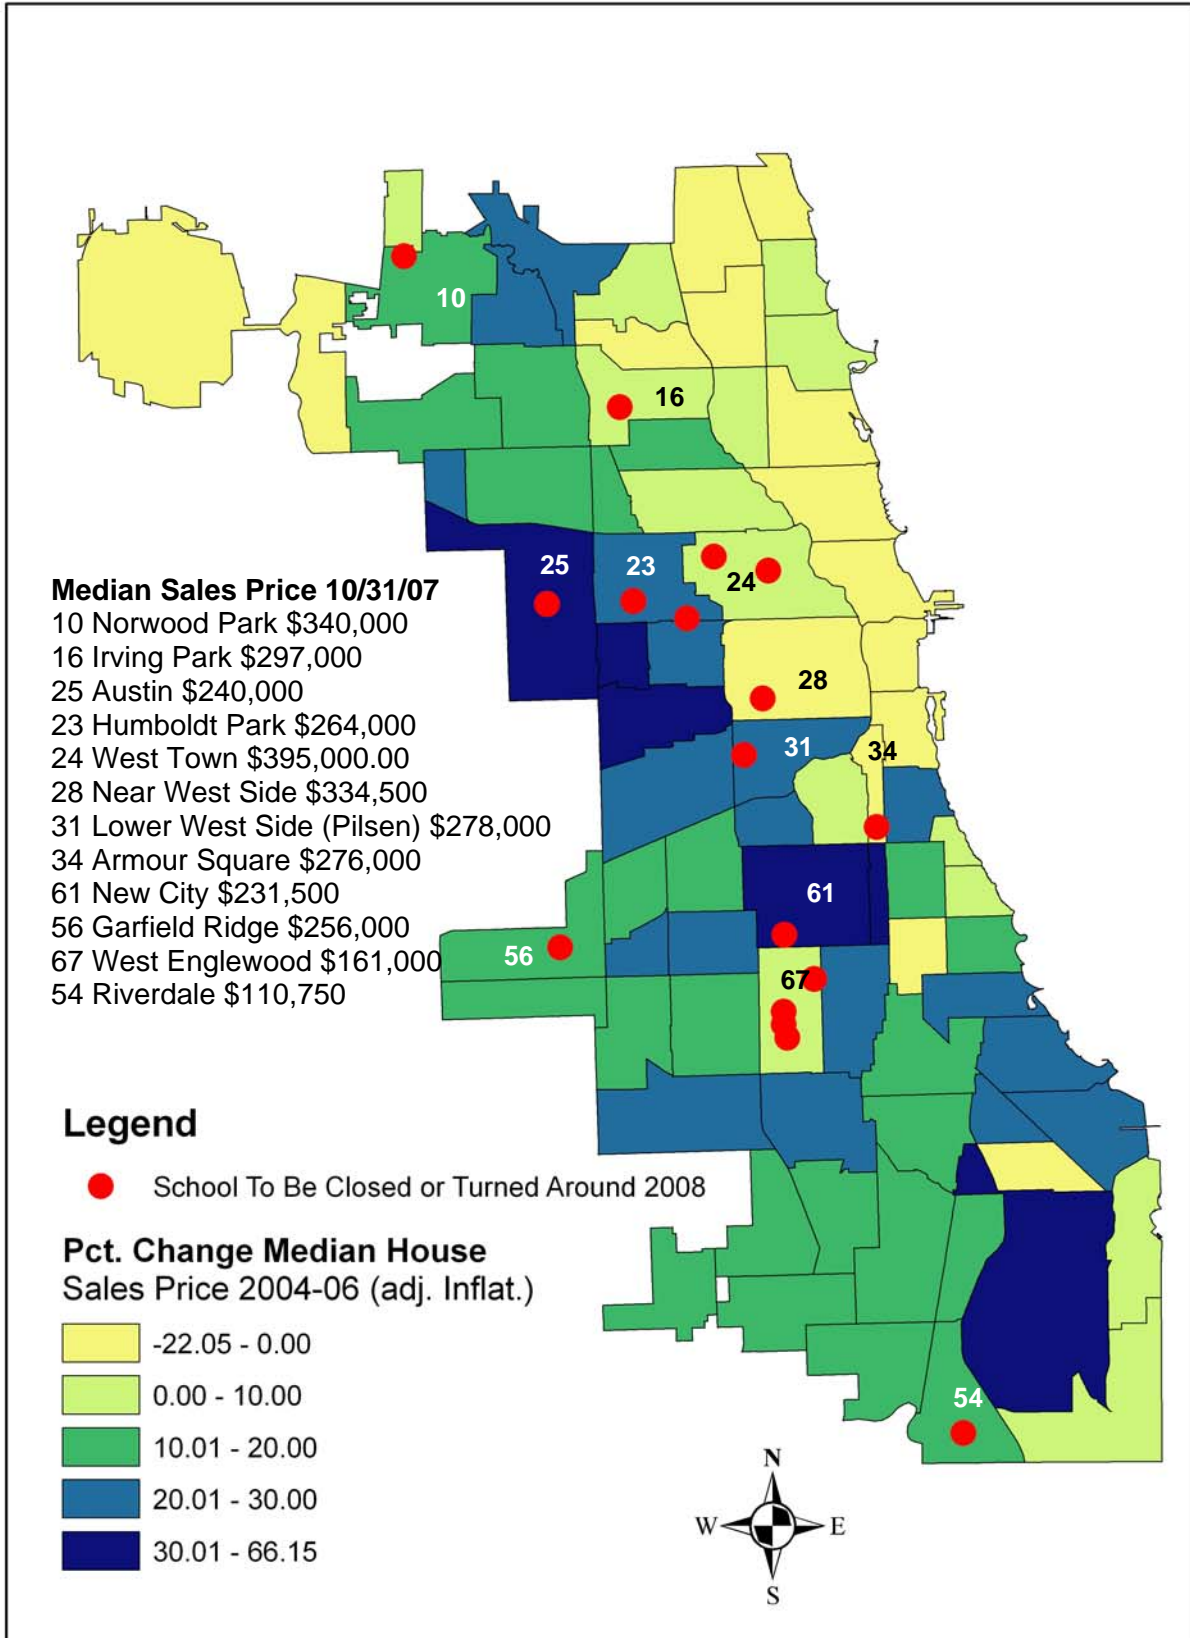 10
16
25
23
24
28
31
34
61
56
67
54
Median Sales Price 10/31/07
10 Norwood Park $340,000
16 Irving Park $297,000
25 Austin $240,000
23 Humboldt Park $264,000
24 West Town $395,000.00
28 Near West Side $334,500
31 Lower West Side (Pilsen) $278,000
34 Armour Square $276,000
61 New City $231,500
56 Garfield Ridge $256,000
67 West Englewood $161,000
54 Riverdale $110,750
Legend
School To Be Closed or Turned Around 2008
Pct. Change Median House
Sales Price 2004-06 (adj. Inflat.)
-22.05 - 0.00
0.00 - 10.00
10.01 - 20.00
20.01 - 30.00
30.01 - 66.15
N
W E
S